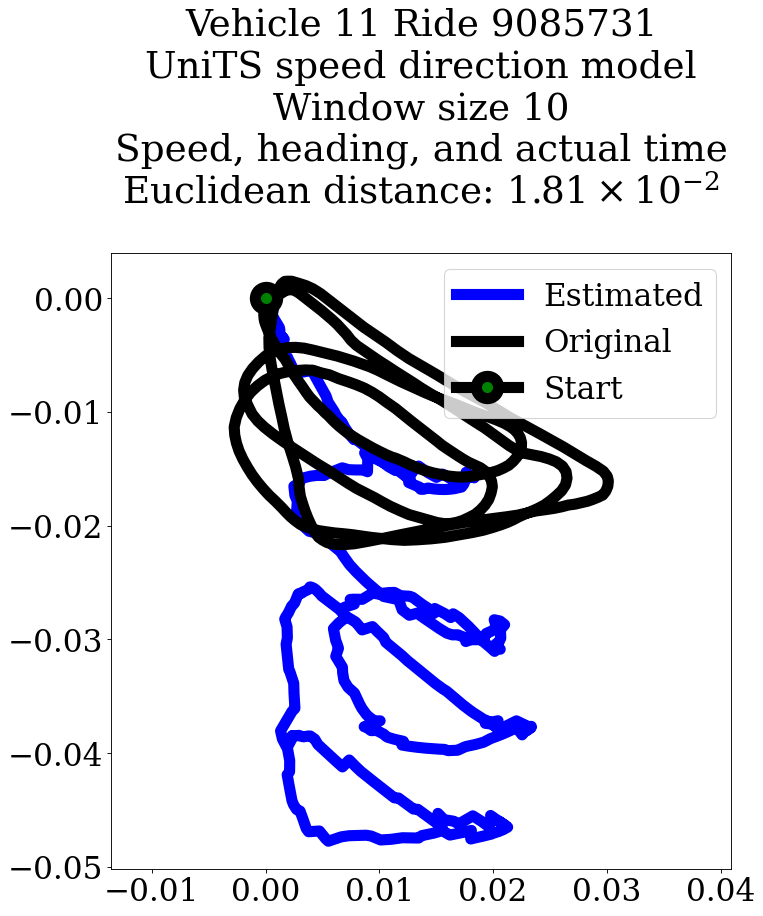 Vehicle 11 Ride 9085731
UniTS speed direction model
Window size 10
Speed, heading, and actual time
Euclidean distance: 1.81 × 10⁻²
Estimated
Original
Start
0.00
−0.01
−0.02
−0.03
−0.04
−0.05
−0.01 0.00 0.01 0.02 0.03 0.04